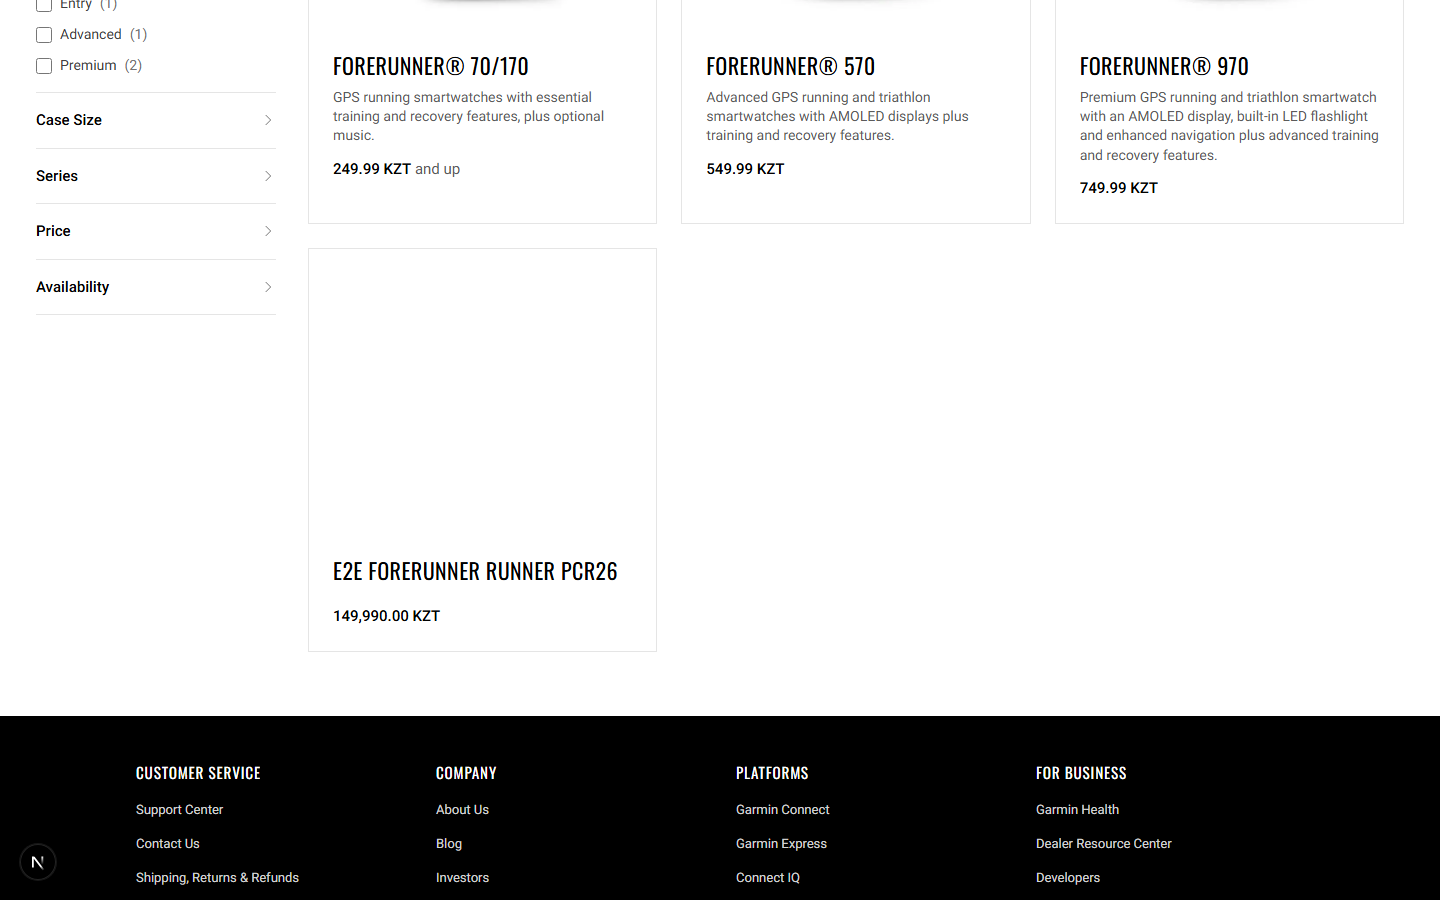 Entry (1)
Advanced (1)
Premium (2)
Case Size
Series
Price
Availability
FORERUNNER® 70/170
GPS running smartwatches with essential
training and recovery features, plus optional
music.
249.99 KZT and up
FORERUNNER® 570
Advanced GPS running and triathlon
smartwatches with AMOLED displays plus
training and recovery features.
549.99 KZT
FORERUNNER® 970
Premium GPS running and triathlon smartwatch
with an AMOLED display, built-in LED flashlight
and enhanced navigation plus advanced training
and recovery features.
749.99 KZT
E2E FORERUNNER RUNNER PCR26
149,990.00 KZT
CUSTOMER SERVICE
Support Center
Contact Us
Shipping, Returns & Refunds
COMPANY
About Us
Blog
Investors
PLATFORMS
Garmin Connect
Garmin Express
Connect IQ
FOR BUSINESS
Garmin Health
Dealer Resource Center
Developers
N